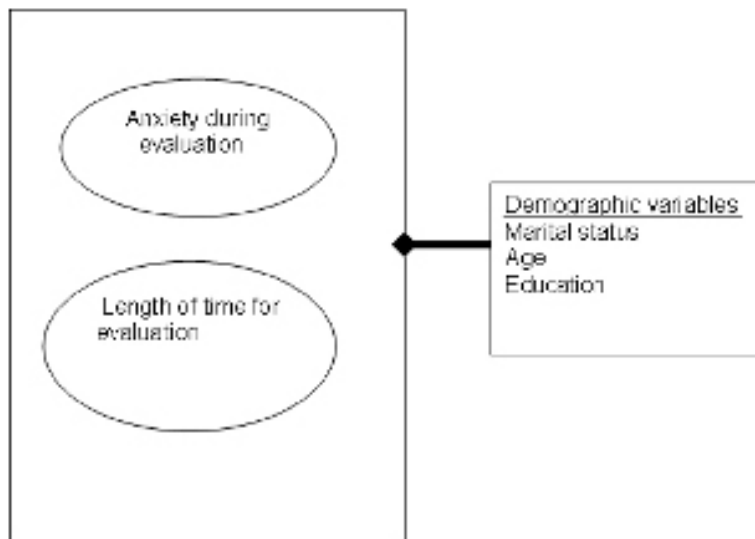 Anxiety during
evaluation
Length of time for
evaluation
Demographic variables
Marital status
Age
Education